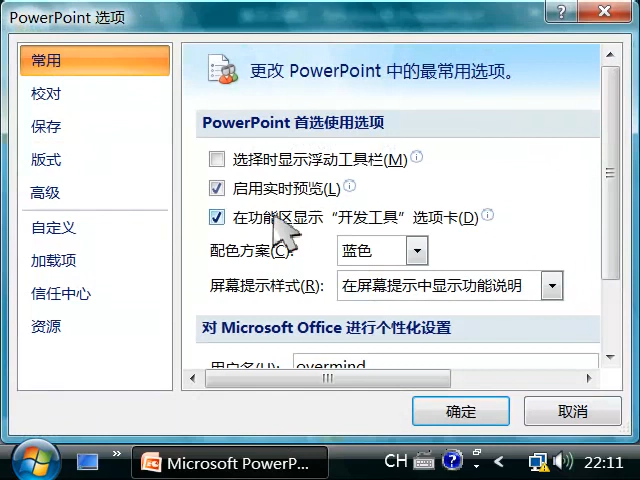 PowerPoint 选项
常用
校对
保存
版式
高级
自定义
加载项
信任中心
资源
更改 PowerPoint 中的最常用选项。
PowerPoint 首选使用选项
选择时显示浮动工具栏(M)
启用实时预览(L)
在功能区显示“开发工具”选项卡(D)
配色方案(C): 蓝色
屏幕提示样式(R): 在屏幕提示中显示功能说明
对 Microsoft Office 进行个性化设置
用户名(U): overmind
确定 取消
Microsoft PowerP... CH 22:11